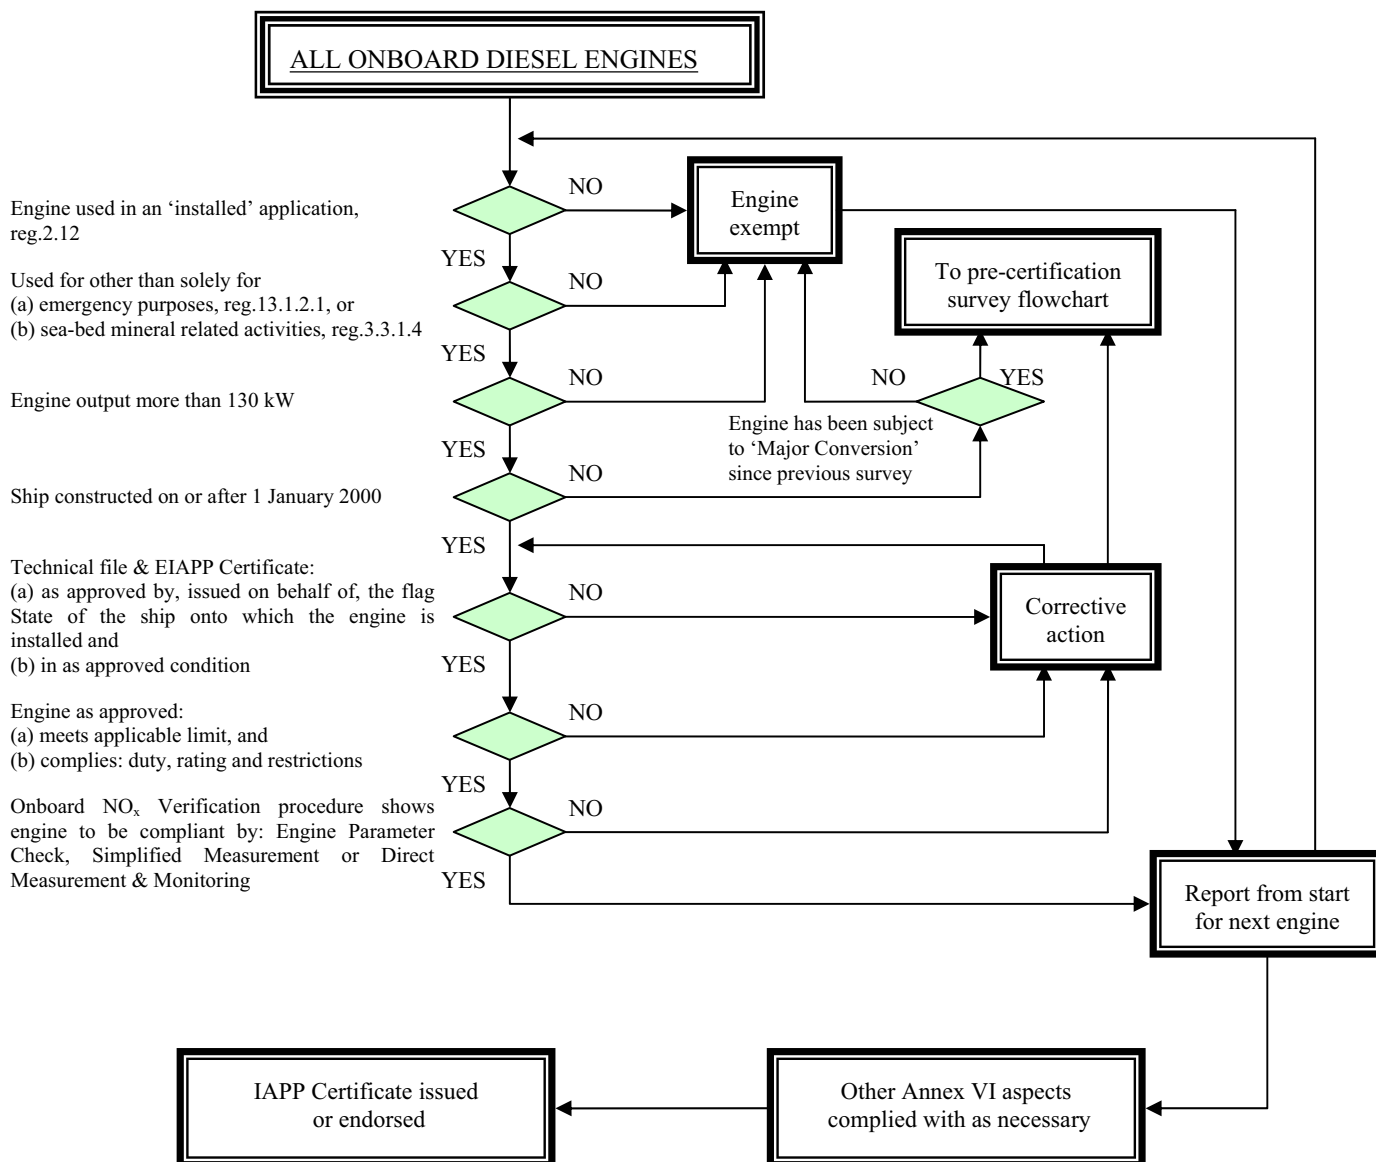 ALL ONBOARD DIESEL ENGINES
Engine used in an ‘installed’ application,
reg.2.12
NO
Engine
exempt
YES
Used for other than solely for
(a) emergency purposes, reg.13.1.2.1, or
(b) sea-bed mineral related activities, reg.3.3.1.4
NO
To pre-certification
survey flowchart
YES
Engine output more than 130 kW
NO
NO
YES
Engine has been subject
to ‘Major Conversion’
since previous survey
YES
Ship constructed on or after 1 January 2000
NO
YES
Technical file & EIAPP Certificate:
(a) as approved by, issued on behalf of, the flag
State of the ship onto which the engine is
installed and
(b) in as approved condition
NO
Corrective
action
YES
Engine as approved:
(a) meets applicable limit, and
(b) complies: duty, rating and restrictions
NO
YES
Onboard NOx Verification procedure shows
engine to be compliant by: Engine Parameter
Check, Simplified Measurement or Direct
Measurement & Monitoring
NO
YES
Report from start
for next engine
IAPP Certificate issued
or endorsed
Other Annex VI aspects
complied with as necessary